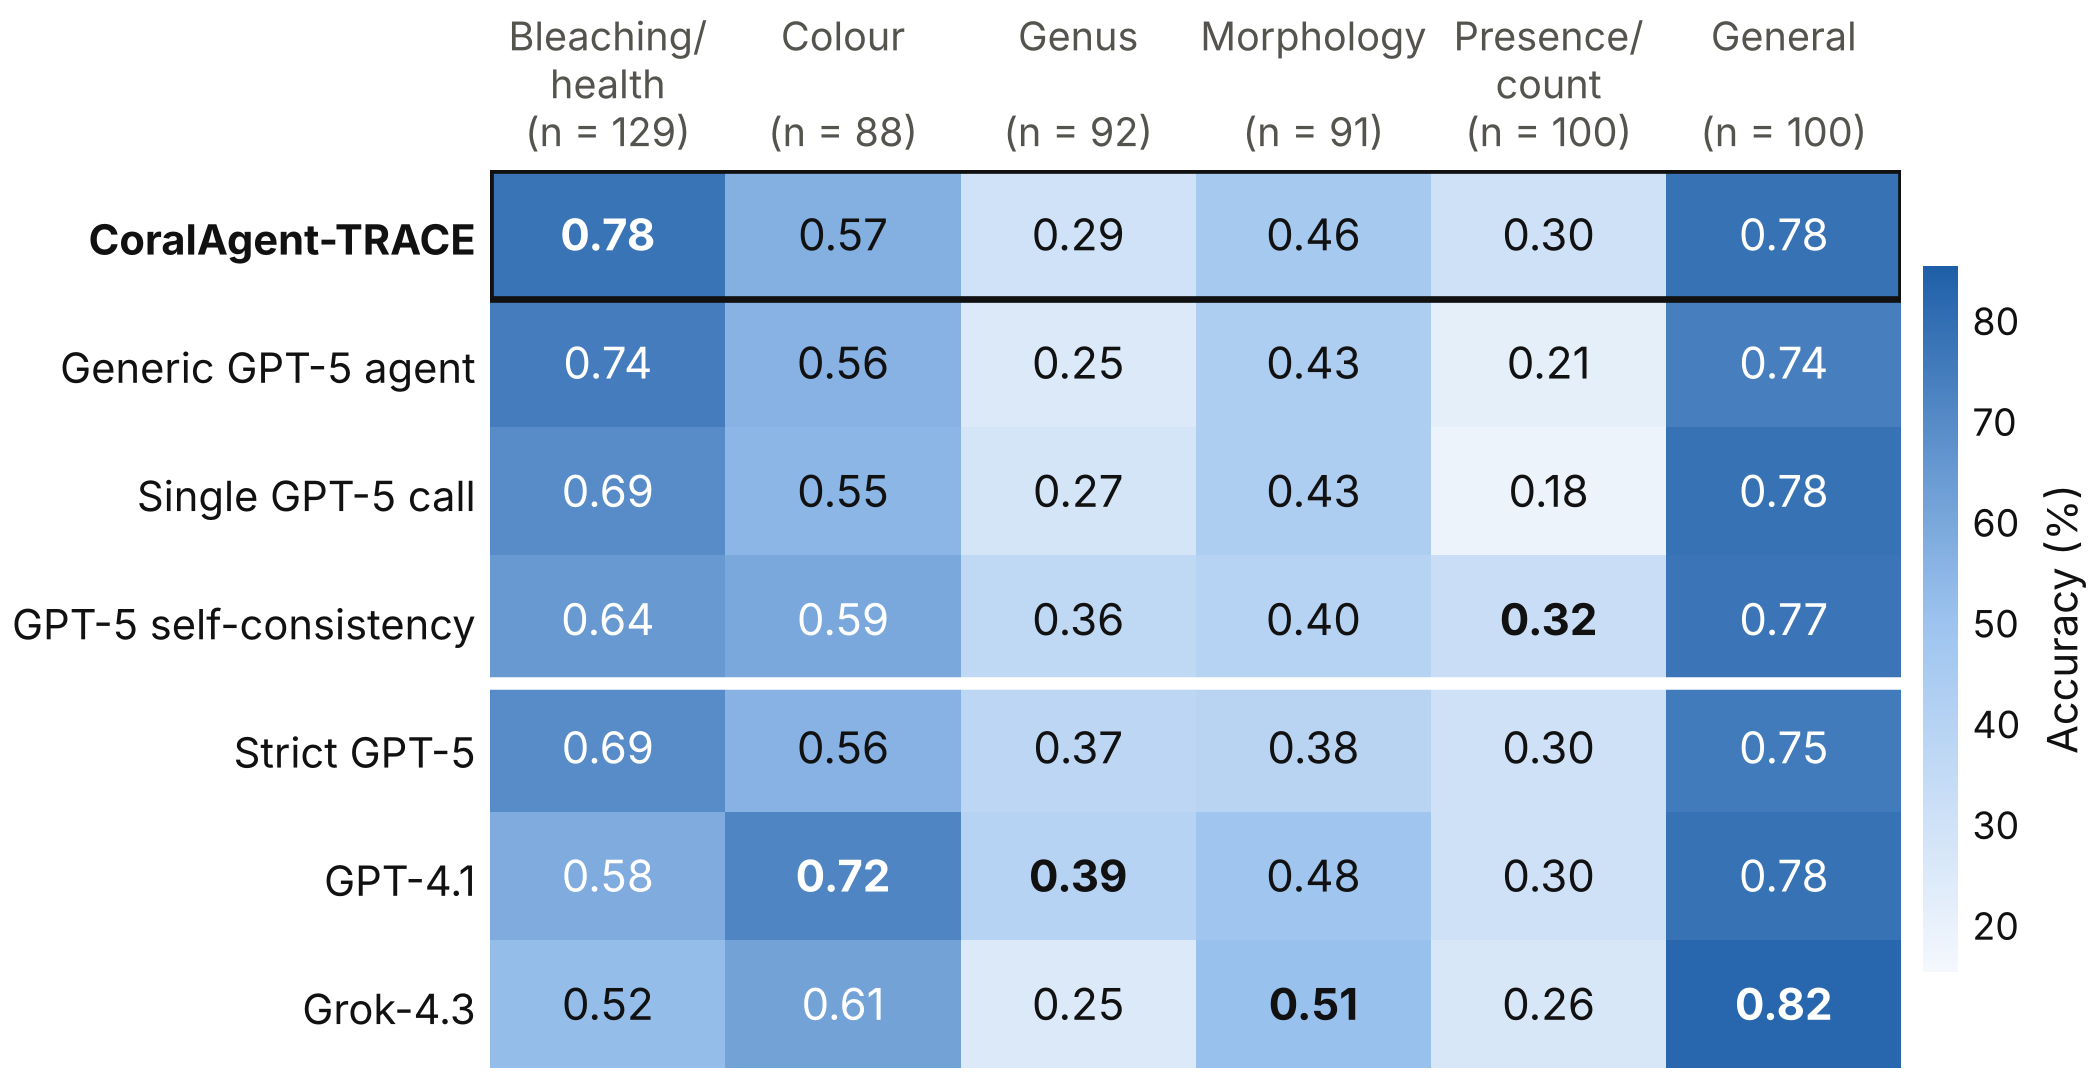 Bleaching/ Colour Genus Morphology Presence/ General
health count
(n = 129) (n = 88) (n = 92) (n = 91) (n = 100) (n = 100)
CoralAgent-TRACE 0.78 0.57 0.29 0.46 0.30 0.78
Generic GPT-5 agent 0.74 0.56 0.25 0.43 0.21 0.74
Single GPT-5 call 0.69 0.55 0.27 0.43 0.18 0.78
GPT-5 self-consistency 0.64 0.59 0.36 0.40 0.32 0.77
Strict GPT-5 0.69 0.56 0.37 0.38 0.30 0.75
GPT-4.1 0.58 0.72 0.39 0.48 0.30 0.78
Grok-4.3 0.52 0.61 0.25 0.51 0.26 0.82
80
70
60
50
40
30
20
Accuracy (%)